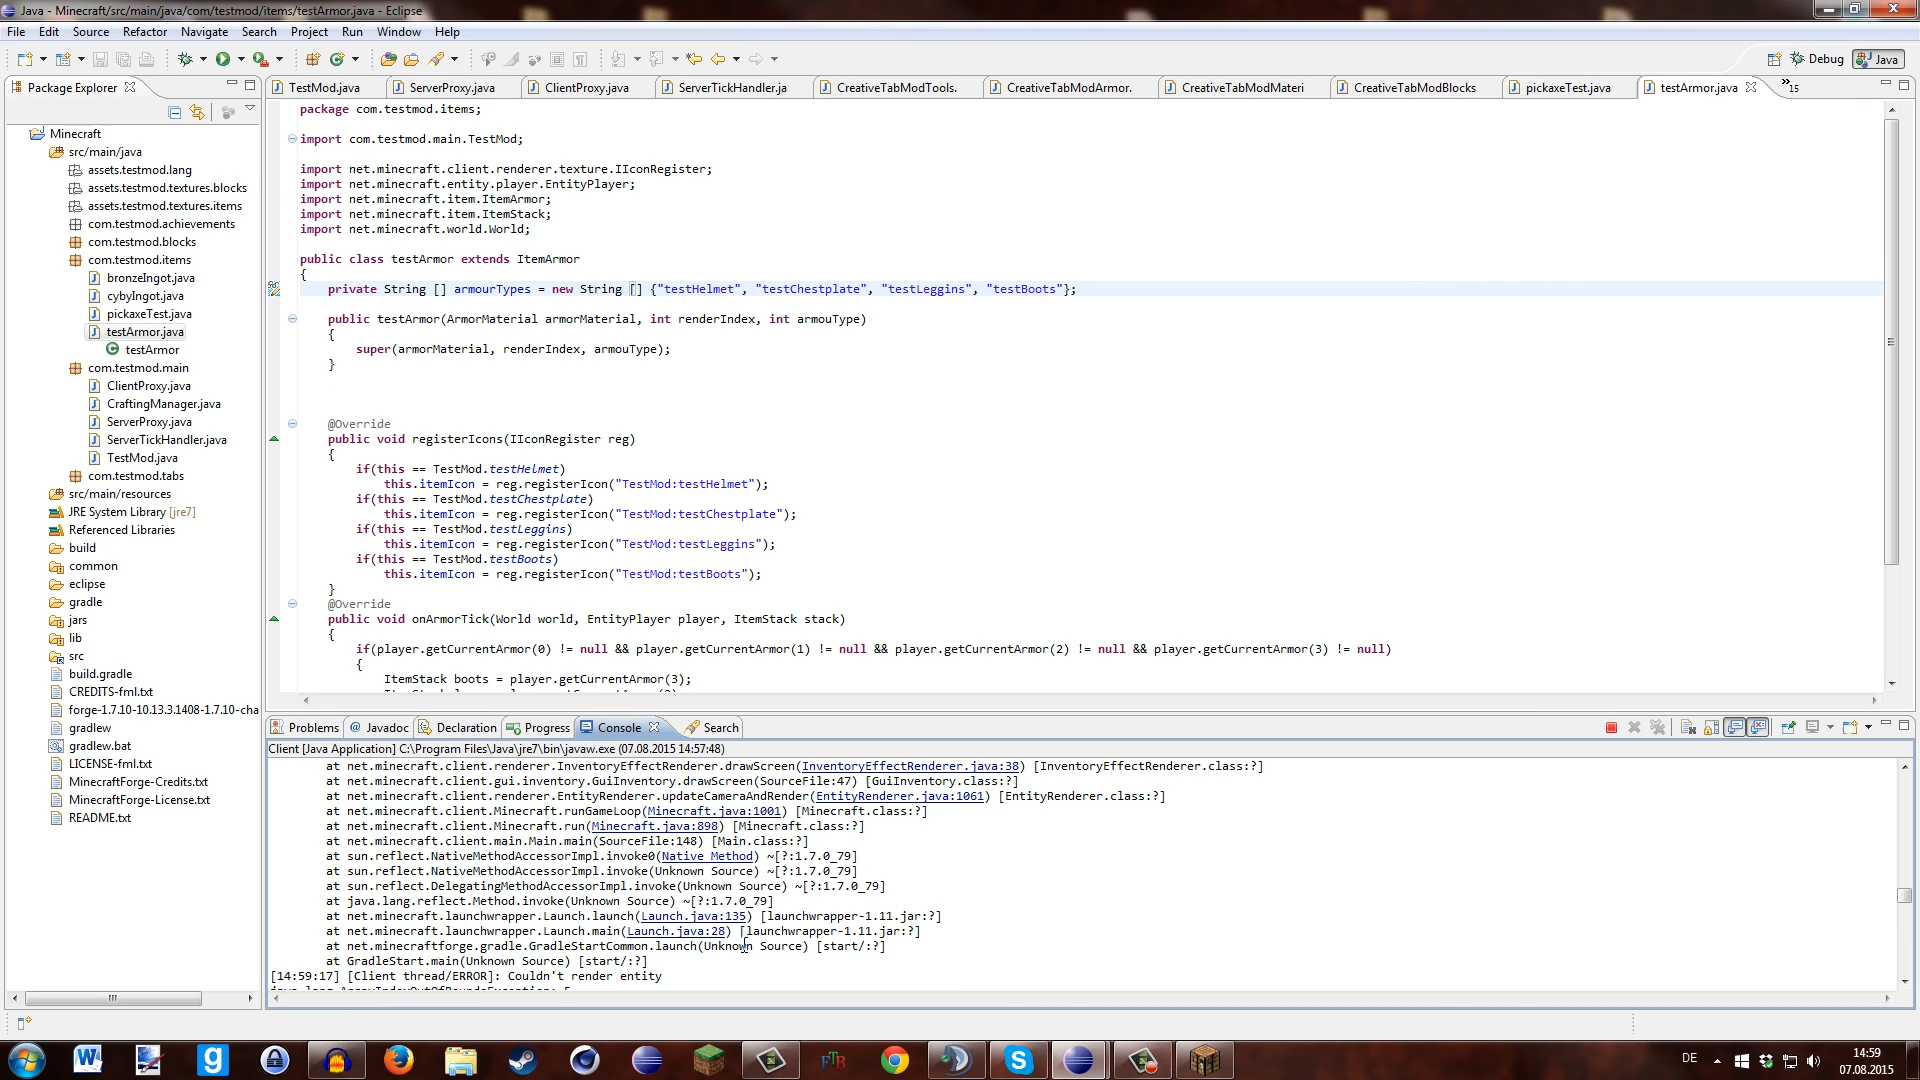 Java - Minecraft/src/main/java/com/testmod/items/testArmor.java - Eclipse
File Edit Source Refactor Navigate Search Project Run Window Help
Debug Java
Package Explorer
TestMod.java ServerProxy.java ClientProxy.java ServerTickHandler.ja CreativeTabModTools. CreativeTabModArmor. CreativeTabModMateri CreativeTabModBlocks pickaxeTest.java testArmor.java 15
Minecraft
src/main/java
assets.testmod.lang
assets.testmod.textures.blocks
assets.testmod.textures.items
com.testmod.achievements
com.testmod.blocks
com.testmod.items
bronzeIngot.java
cybyIngot.java
pickaxeTest.java
testArmor.java
testArmor
com.testmod.main
ClientProxy.java
CraftingManager.java
ServerProxy.java
ServerTickHandler.java
TestMod.java
com.testmod.tabs
src/main/resources
JRE System Library [jre7]
Referenced Libraries
build
common
eclipse
gradle
jars
lib
src
build.gradle
CREDITS-fml.txt
forge-1.7.10-10.13.3.1408-1.7.10-cha
gradlew
gradlew.bat
LICENSE-fml.txt
MinecraftForge-Credits.txt
MinecraftForge-License.txt
README.txt
package com.testmod.items;
import com.testmod.main.TestMod;
import net.minecraft.client.renderer.texture.IIconRegister;
import net.minecraft.entity.player.EntityPlayer;
import net.minecraft.item.ItemArmor;
import net.minecraft.item.ItemStack;
import net.minecraft.world.World;
public class testArmor extends ItemArmor
{
private String [] armourTypes = new String [] {"testHelmet", "testChestplate", "testLeggins", "testBoots"};
public testArmor(ArmorMaterial armorMaterial, int renderIndex, int armouType)
{
super(armorMaterial, renderIndex, armouType);
}
@Override
public void registerIcons(IIconRegister reg)
{
if(this == TestMod.testHelmet)
this.itemIcon = reg.registerIcon("TestMod:testHelmet");
if(this == TestMod.testChestplate)
this.itemIcon = reg.registerIcon("TestMod:testChestplate");
if(this == TestMod.testLeggins)
this.itemIcon = reg.registerIcon("TestMod:testLeggins");
if(this == TestMod.testBoots)
this.itemIcon = reg.registerIcon("TestMod:testBoots");
}
@Override
public void onArmorTick(World world, EntityPlayer player, ItemStack stack)
{
if(player.getCurrentArmor(0) != null && player.getCurrentArmor(1) != null && player.getCurrentArmor(2) != null && player.getCurrentArmor(3) != null)
{
ItemStack boots = player.getCurrentArmor(3);
Problems Javadoc Declaration Progress Console Search
Client [Java Application] C:\Program Files\Java\jre7\bin\javaw.exe (07.08.2015 14:57:48)
at net.minecraft.client.renderer.InventoryEffectRenderer.drawScreen(InventoryEffectRenderer.java:38) [InventoryEffectRenderer.class:?]
at net.minecraft.client.gui.inventory.GuiInventory.drawScreen(SourceFile:47) [GuiInventory.class:?]
at net.minecraft.client.renderer.EntityRenderer.updateCameraAndRender(EntityRenderer.java:1061) [EntityRenderer.class:?]
at net.minecraft.client.Minecraft.runGameLoop(Minecraft.java:1001) [Minecraft.class:?]
at net.minecraft.client.Minecraft.run(Minecraft.java:898) [Minecraft.class:?]
at net.minecraft.client.main.Main.main(SourceFile:148) [Main.class:?]
at sun.reflect.NativeMethodAccessorImpl.invoke0(Native Method) ~[?:1.7.0_79]
at sun.reflect.NativeMethodAccessorImpl.invoke(Unknown Source) ~[?:1.7.0_79]
at sun.reflect.DelegatingMethodAccessorImpl.invoke(Unknown Source) ~[?:1.7.0_79]
at java.lang.reflect.Method.invoke(Unknown Source) ~[?:1.7.0_79]
at net.minecraft.launchwrapper.Launch.launch(Launch.java:135) [launchwrapper-1.11.jar:?]
at net.minecraft.launchwrapper.Launch.main(Launch.java:28) [launchwrapper-1.11.jar:?]
at net.minecraftforge.gradle.GradleStartCommon.launch(Unknown Source) [start/:?]
at GradleStart.main(Unknown Source) [start/:?]
[14:59:17] [Client thread/ERROR]: Couldn't render entity
DE
14:59
07.08.2015